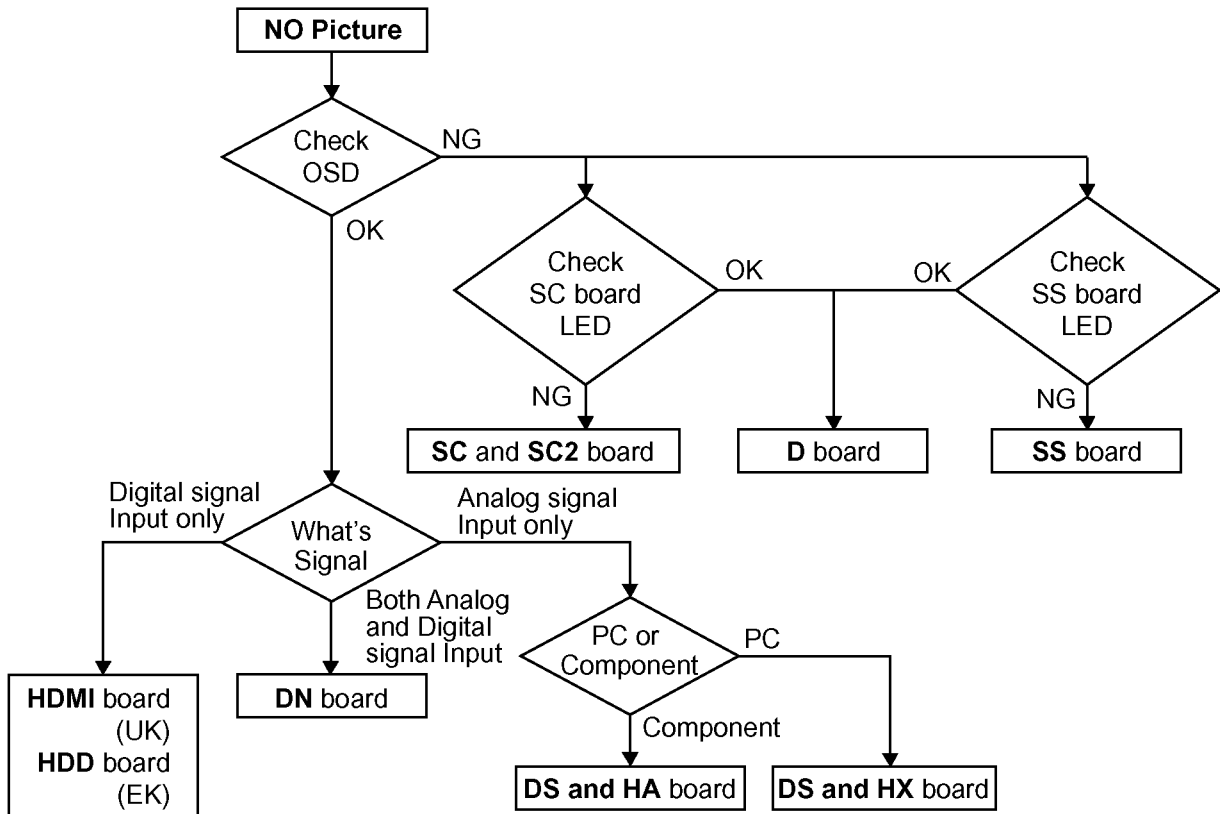 NO Picture
Check
OSD
NG
OK
Check
SC board
LED
OK
OK
Check
SS board
LED
NG
NG
SC and SC2 board
D board
SS board
Digital signal
Input only
What's
Signal
Analog signal
Input only
Both Analog
and Digital
signal Input
PC or
Component
PC
Component
HDMI board
(UK)
HDD board
(EK)
DN board
DS and HA board
DS and HX board